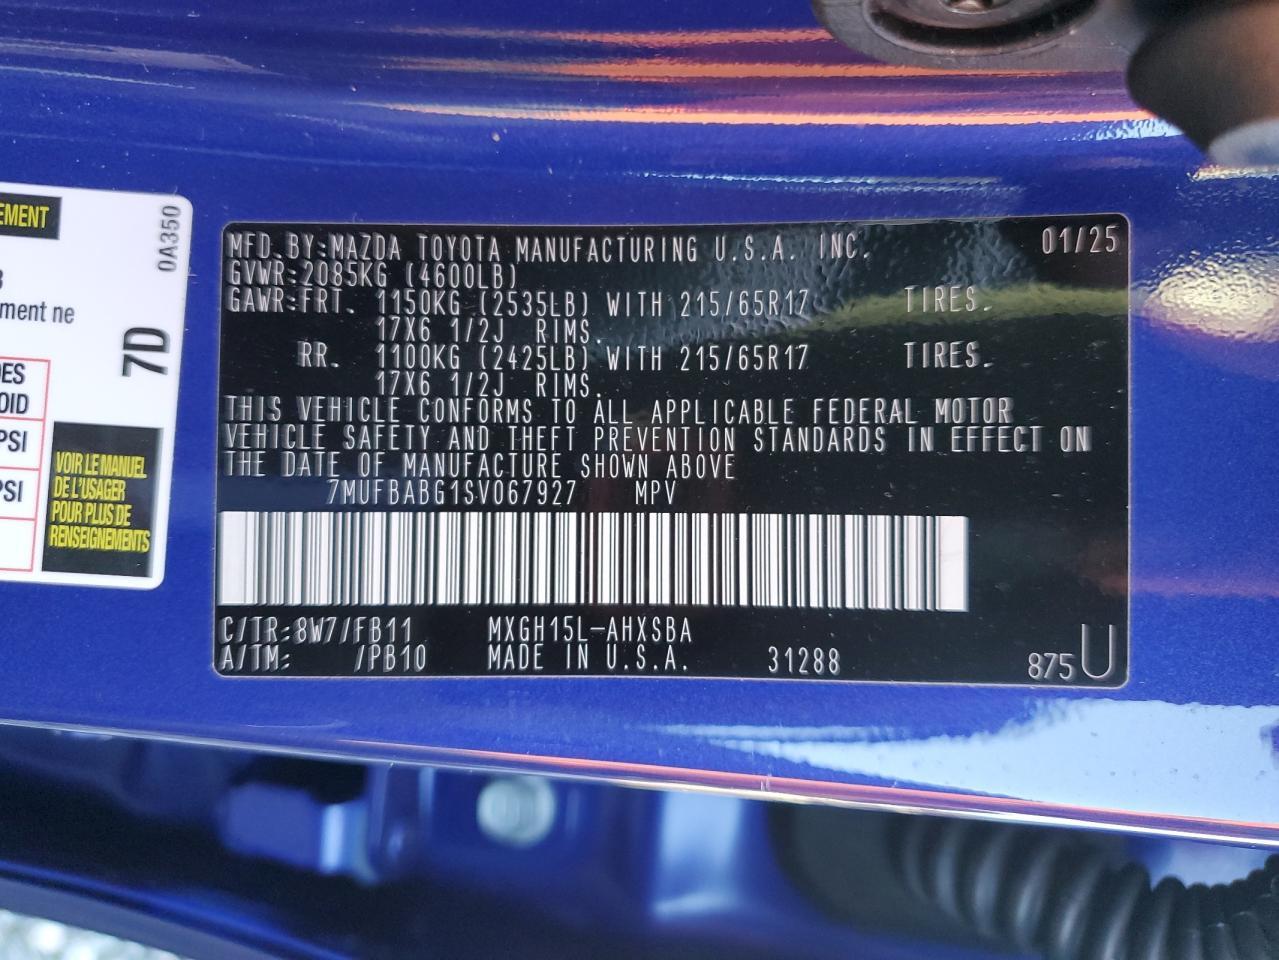 EMENT
0A350
3
ment ne
7D
DES
OID
PSI
PSI
VOIR LE MANUEL
DE L'USAGER
POUR PLUS DE
RENSEIGNEMENTS
MFD.BY:MAZDA TOYOTA MANUFACTURING U.S.A. INC. 01/25
GVWR:2085KG (4600LB)
GAWR:FRT. 1150KG (2535LB) WITH 215/65R17 TIRES.
17X6 1/2J RIMS.
RR. 1100KG (2425LB) WITH 215/65R17 TIRES.
17X6 1/2J RIMS.
THIS VEHICLE CONFORMS TO ALL APPLICABLE FEDERAL MOTOR
VEHICLE SAFETY AND THEFT PREVENTION STANDARDS IN EFFECT ON
THE DATE OF MANUFACTURE SHOWN ABOVE
7MUFBABG1SV067927 MPV
C/TR:8W7/FB11 MXGH15L-AHXSBA
A/TM: /PB10 MADE IN U.S.A. 31288 875U